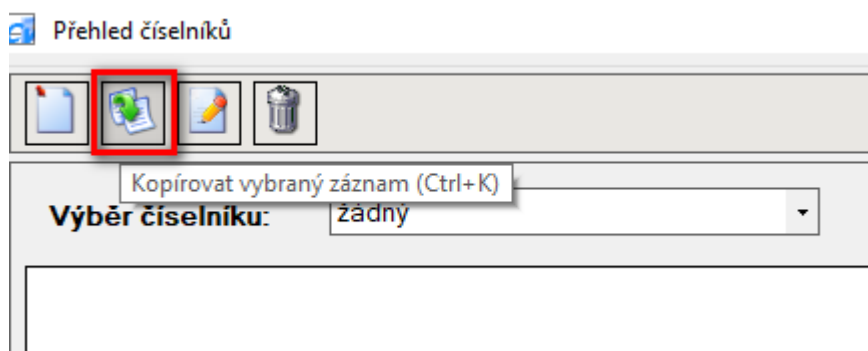 Přehled číselníků
Kopírovat vybraný záznam (Ctrl+K)
Výběr číselníku:
žádný